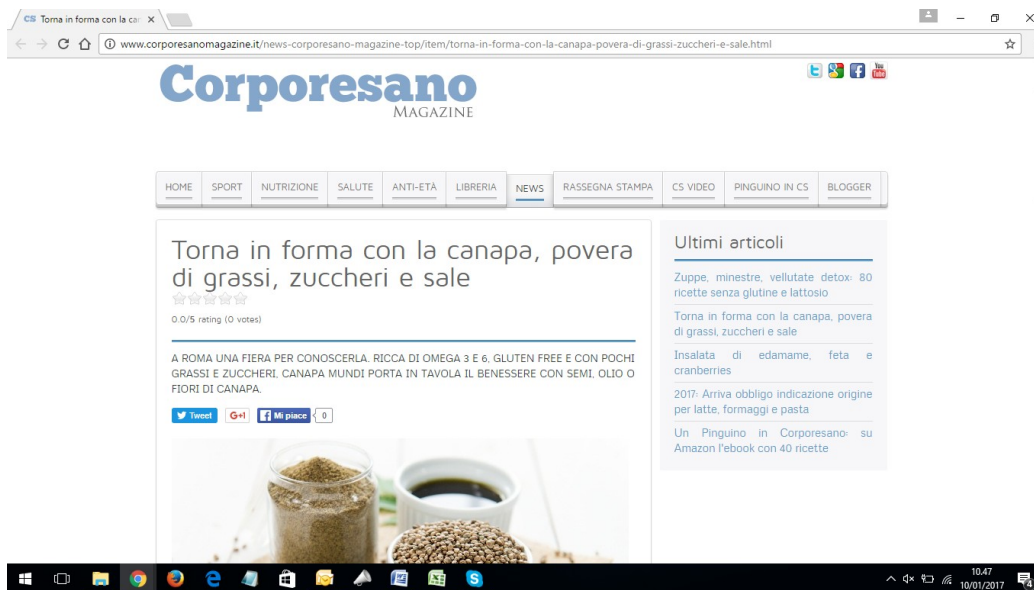 CS Torna in forma con la can
www.corporesanomagazine.it/news-corporesano-magazine-top/item/torna-in-forma-con-la-canapa-povera-di-grassi-zuccheri-e-sale.html
Corporesano
MAGAZINE
You
Tube
HOME SPORT NUTRIZIONE SALUTE ANTI-ETÀ LIBRERIA NEWS RASSEGNA STAMPA CS VIDEO PINGUINO IN CS BLOGGER
Torna in forma con la canapa, povera
di grassi, zuccheri e sale
0.0/5 rating (0 votes)
A ROMA UNA FIERA PER CONOSCERLA. RICCA DI OMEGA 3 E 6, GLUTEN FREE E CON POCHI
GRASSI E ZUCCHERI, CANAPA MUNDI PORTA IN TAVOLA IL BENESSERE CON SEMI, OLIO O
FIORI DI CANAPA.
Tweet G+1 Mi piace 0
Ultimi articoli
Zuppe, minestre, vellutate detox: 80
ricette senza glutine e lattosio
Torna in forma con la canapa, povera
di grassi, zuccheri e sale
Insalata di edamame, feta e
cranberries
2017: Arriva obbligo indicazione origine
per latte, formaggi e pasta
Un Pinguino in Corporesano: su
Amazon l'ebook con 40 ricette
10.47
10/01/2017
4